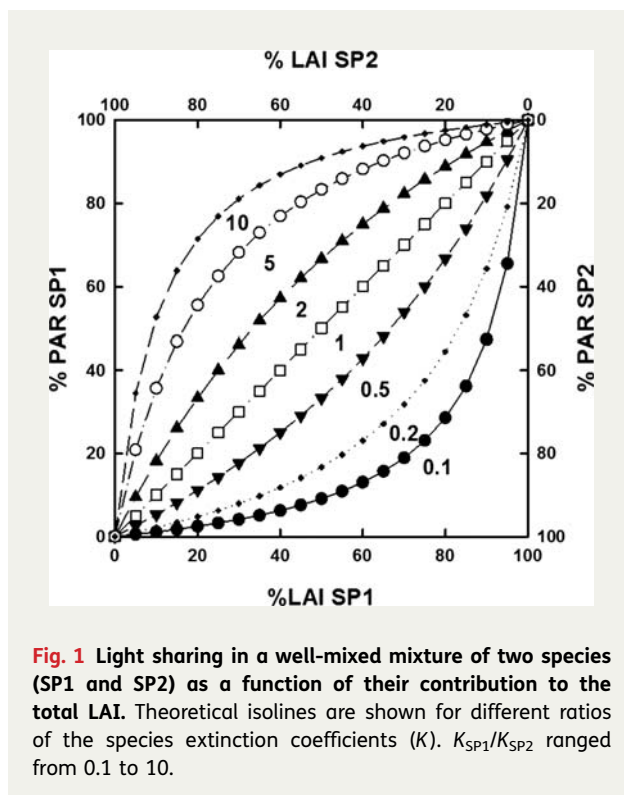 % LAI SP2
100 80 60 40 20 0
100 0
80 20
60 40
40 60
20 80
0 100
% PAR SP1
% PAR SP2
10
5
2
1
0.5
0.2
0.1
0 20 40 60 80 100
%LAI SP1
Fig. 1 Light sharing in a well-mixed mixture of two species
(SP1 and SP2) as a function of their contribution to the
total LAI. Theoretical isolines are shown for different ratios
of the species extinction coefficients (K). KSP1/KSP2 ranged
from 0.1 to 10.